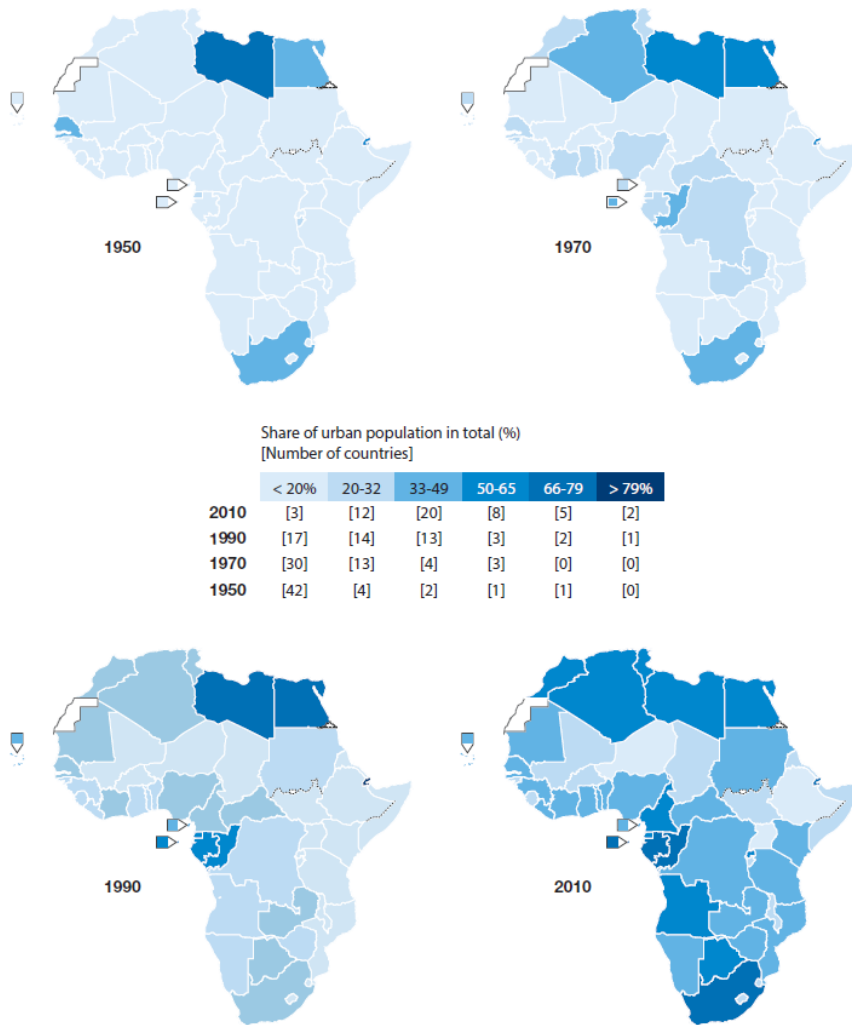 1950
1970
Share of urban population in total (%)
[Number of countries]
< 20% 20-32 33-49 50-65 66-79 > 79%
2010 [3] [12] [20] [8] [5] [2]
1990 [17] [14] [13] [3] [2] [1]
1970 [30] [13] [4] [3] [0] [0]
1950 [42] [4] [2] [1] [1] [0]
1990
2010